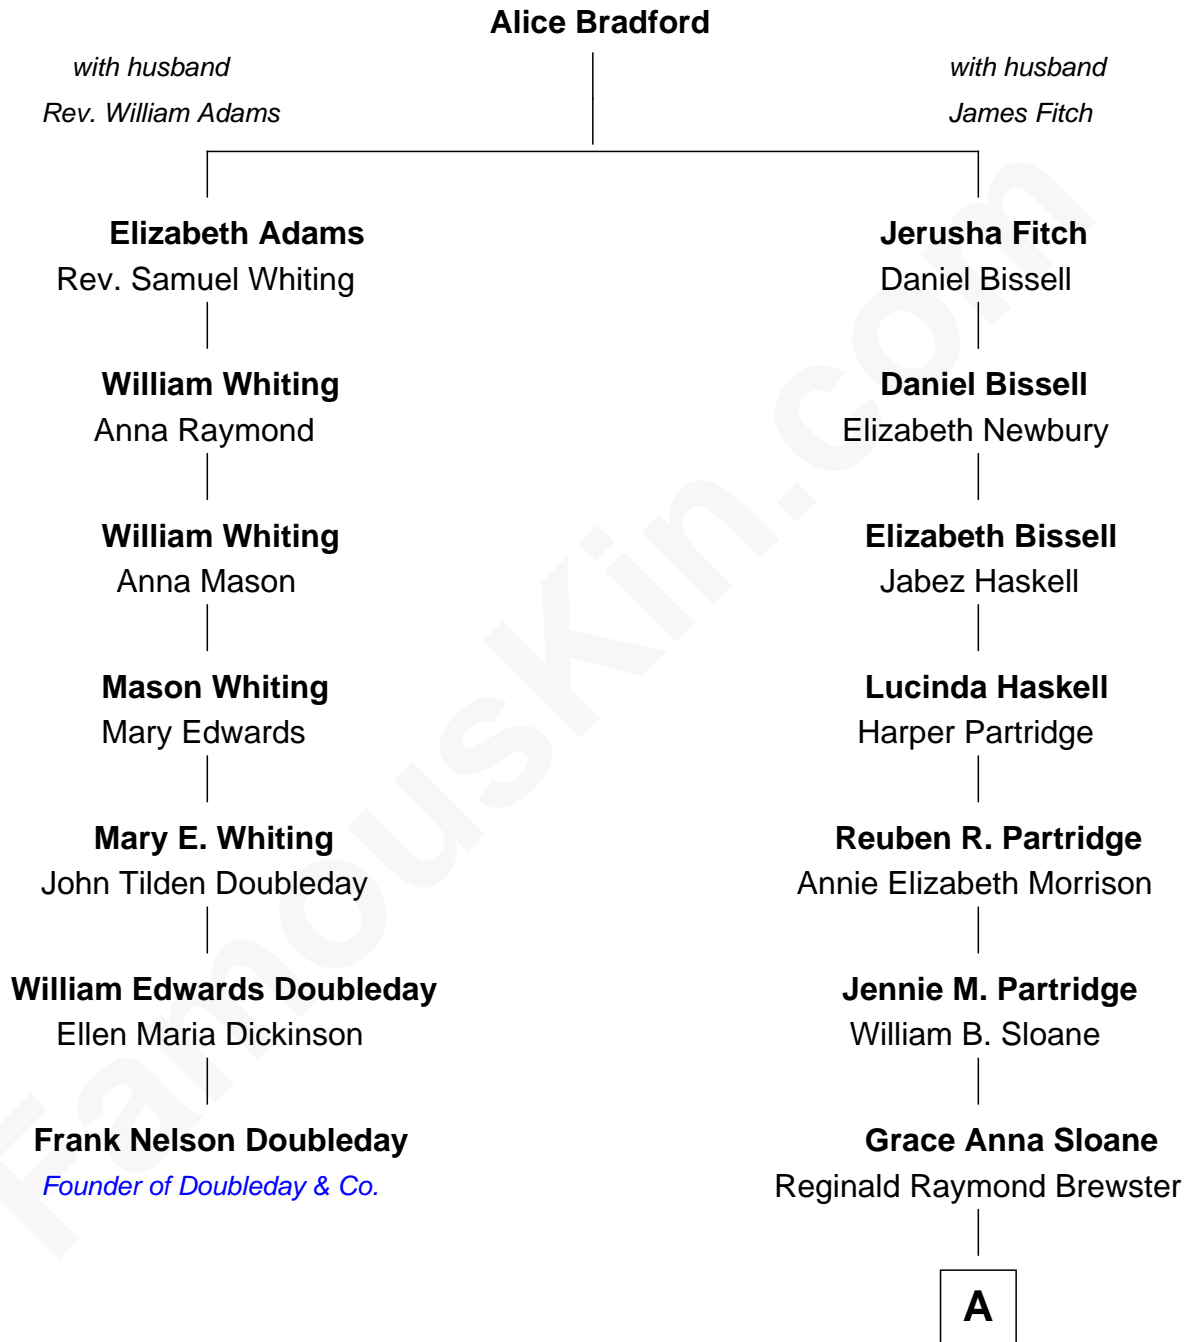 Alice Bradford
with husband
Rev. William Adams
with husband
James Fitch
Elizabeth Adams
Rev. Samuel Whiting
Jerusha Fitch
Daniel Bissell
William Whiting
Anna Raymond
Daniel Bissell
Elizabeth Newbury
William Whiting
Anna Mason
Elizabeth Bissell
Jabez Haskell
Mason Whiting
Mary Edwards
Lucinda Haskell
Harper Partridge
Mary E. Whiting
John Tilden Doubleday
Reuben R. Partridge
Annie Elizabeth Morrison
William Edwards Doubleday
Ellen Maria Dickinson
Jennie M. Partridge
William B. Sloane
Frank Nelson Doubleday
Founder of Doubleday & Co.
Grace Anna Sloane
Reginald Raymond Brewster
A
FamousKin.com